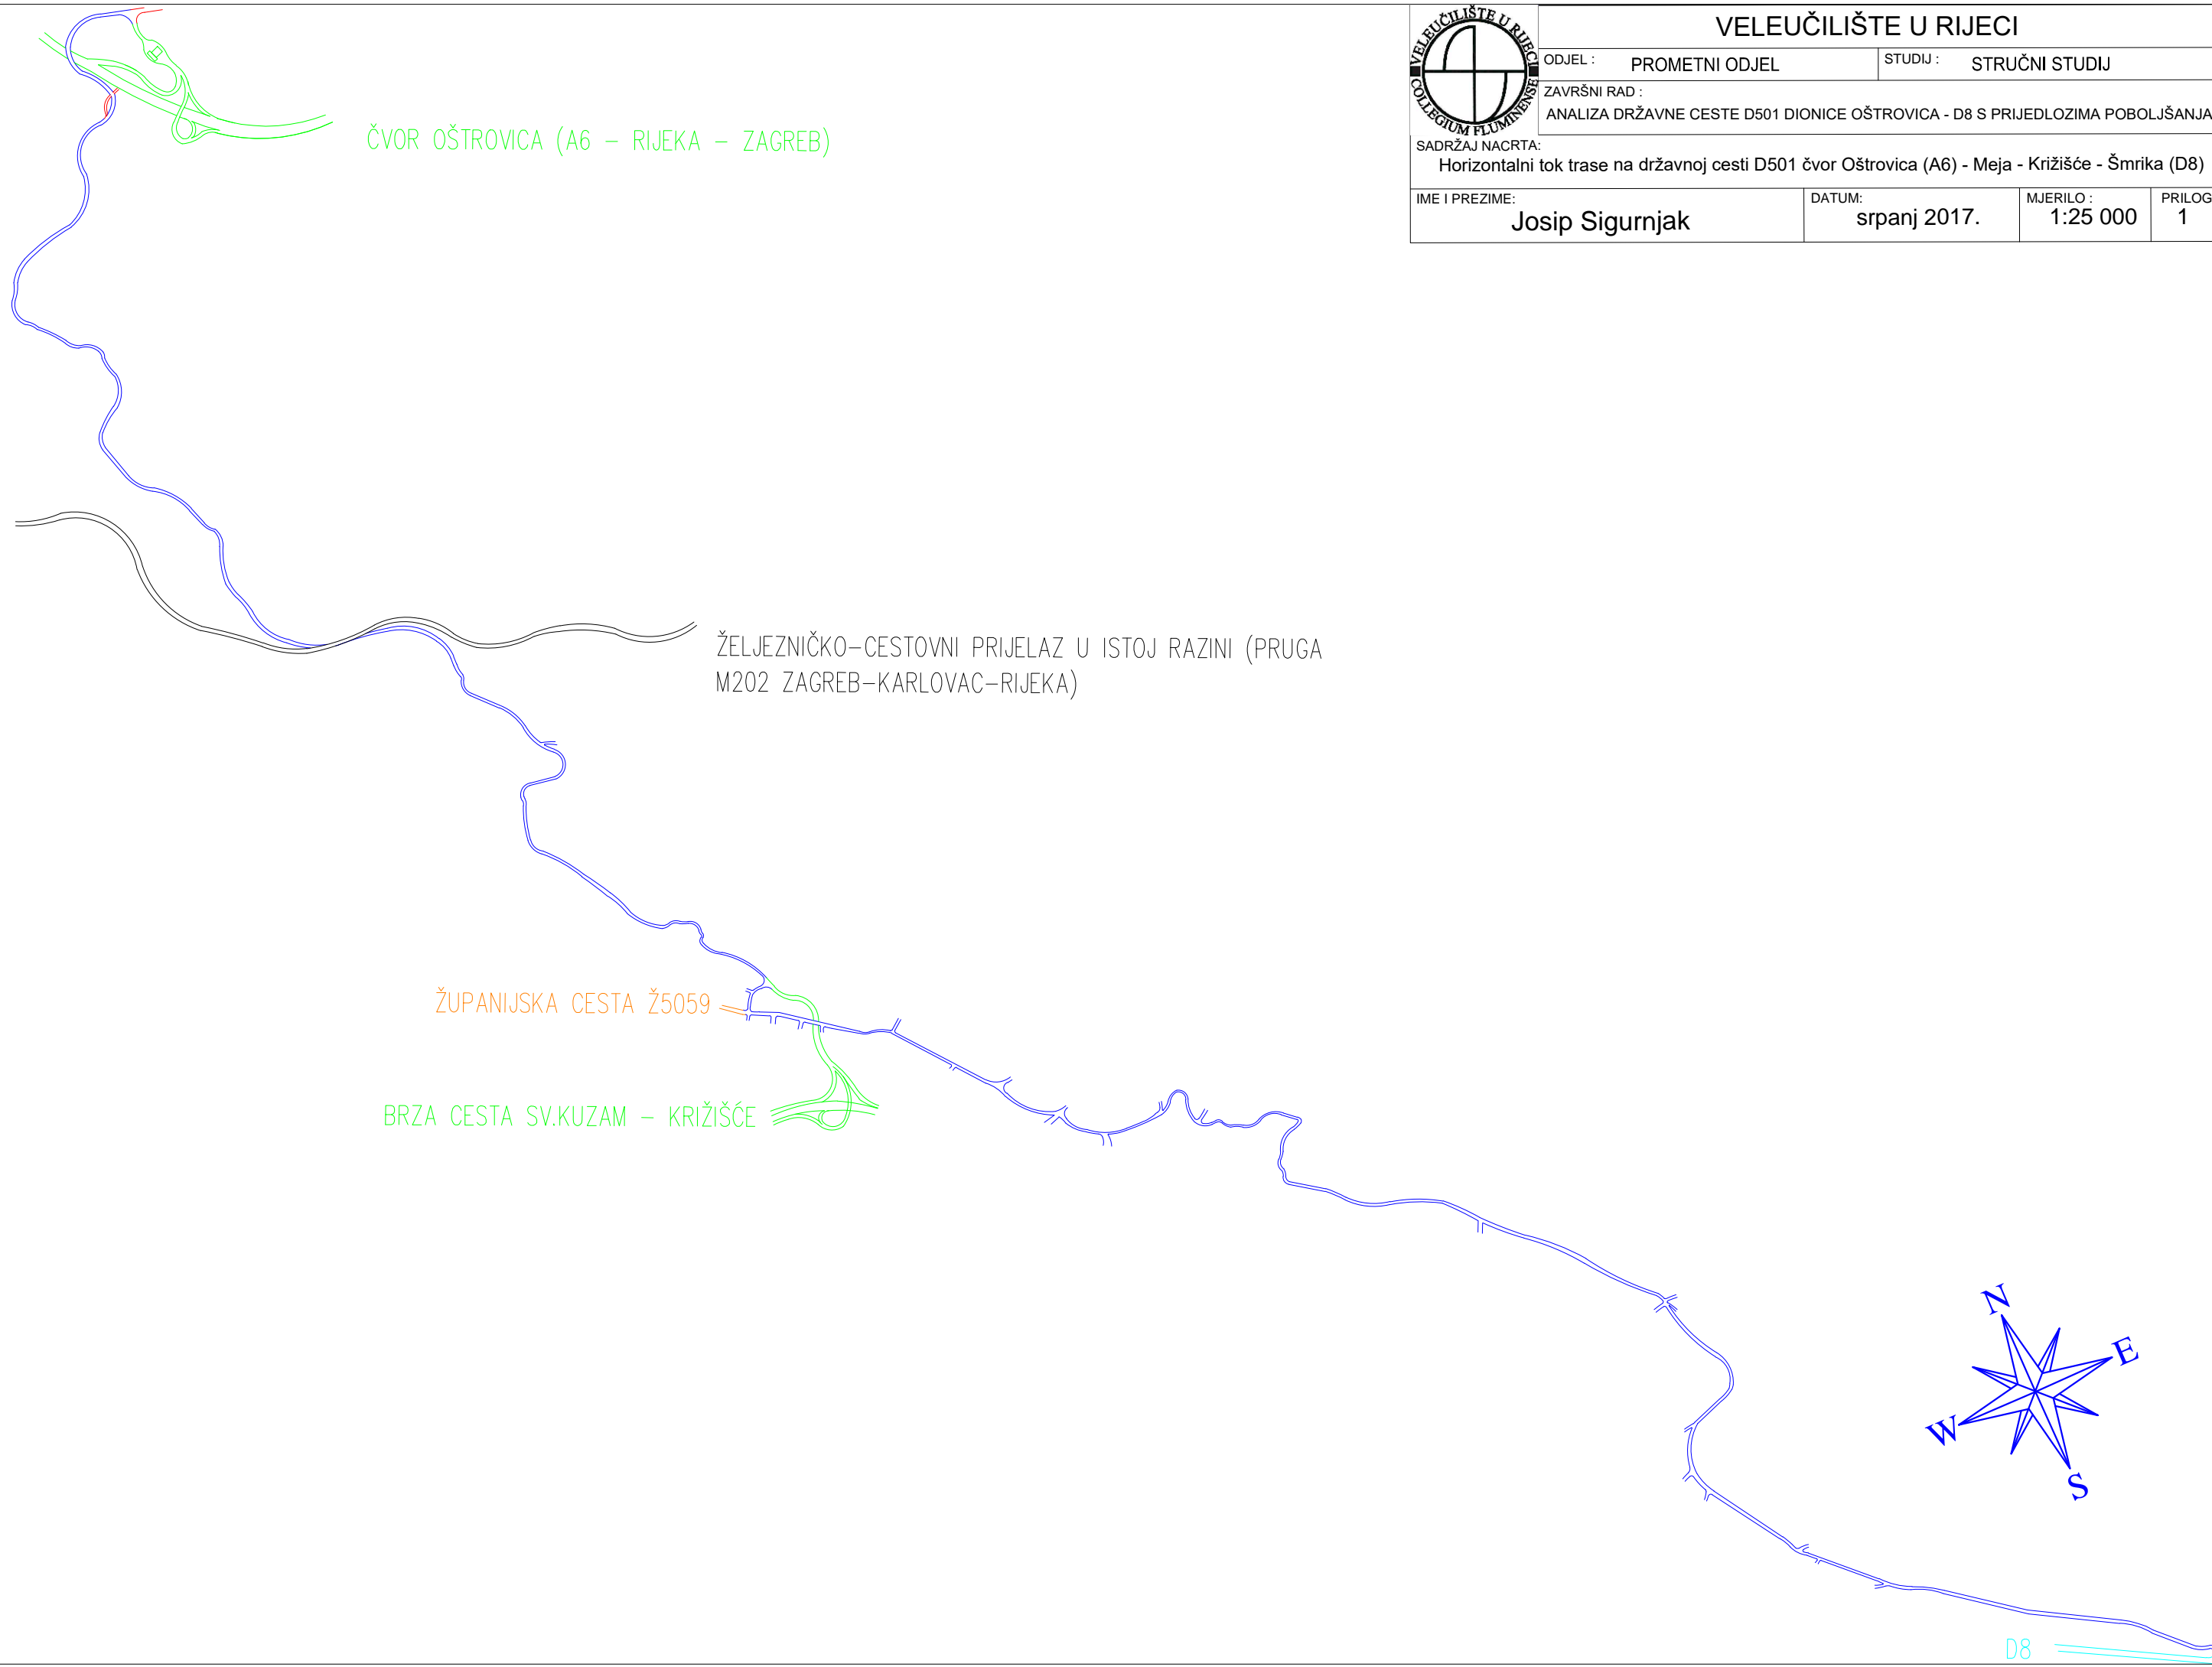 VELEUČILIŠTE U RIJECI
COLLEGIUM FLUMINENSE
VELEUČILIŠTE U RIJECI
ODJEL : PROMETNI ODJEL
STUDIJ : STRUČNI STUDIJ
ZAVRŠNI RAD :
ANALIZA DRŽAVNE CESTE D501 DIONICE OŠTROVICA - D8 S PRIJEDLOZIMA POBOLJŠANJA
SADRŽAJ NACRTA:
Horizontalni tok trase na državnoj cesti D501 čvor Oštrovica (A6) - Meja - Križišće - Šmrika (D8)
IME I PREZIME:
Josip Sigurnjak
DATUM:
srpanj 2017.
MJERILO :
1:25 000
PRILOG
1
ČVOR OŠTROVICA (A6 - RIJEKA - ZAGREB)
ŽELJEZNIČKO-CESTOVNI PRIJELAZ U ISTOJ RAZINI (PRUGA
M202 ZAGREB-KARLOVAC-RIJEKA)
ŽUPANIJSKA CESTA Ž5059
BRZA CESTA SV.KUZAM - KRIŽIŠĆE
N
E
W
S
D8